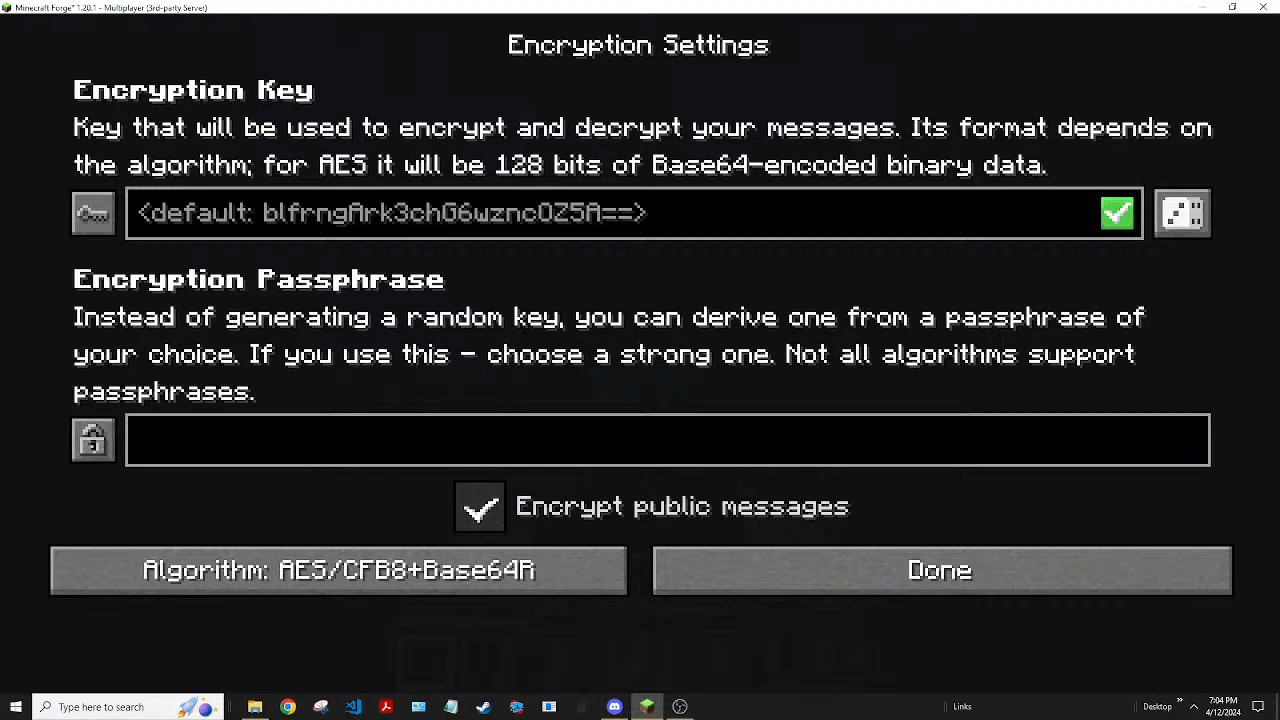 Minecraft Forge* 1.20.1 - Multiplayer (3rd-party Server)
Encryption Settings
Encryption Key
Key that will be used to encrypt and decrypt your messages. Its format depends on
the algorithm; for AES it will be 128 bits of Base64-encoded binary data.
<default: blfrngArk3chG6wzncOZ5A==>
Encryption Passphrase
Instead of generating a random key, you can derive one from a passphrase of
your choice. If you use this - choose a strong one. Not all algorithms support
passphrases.
Encrypt public messages
Algorithm: AES/CFB8+Base64R
Done
Type here to search
Links
Desktop
7:04 PM
4/12/2024